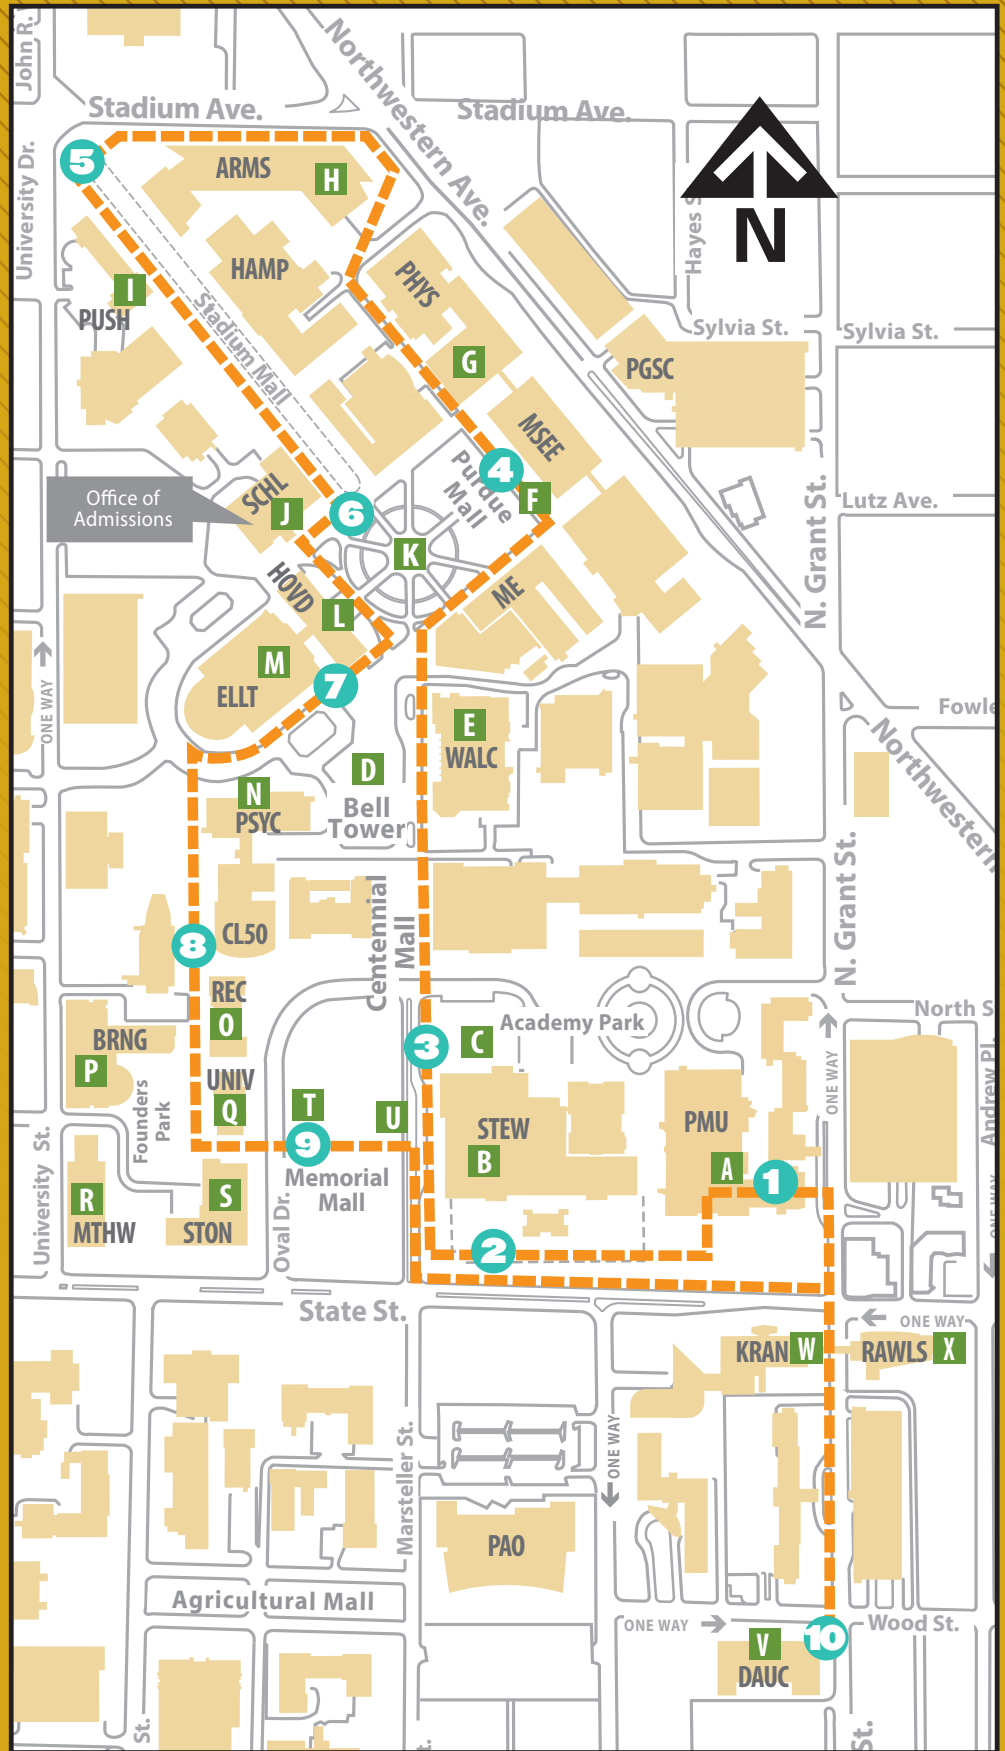 John R.
Stadium Ave.
Northwestern Ave.
Stadium Ave.
University Dr.
5
ARMS
H
N
Hayes S
HAMP
PHYS
I
PUSH
Stadium Mall
G
Sylvia St.
Sylvia St.
PGSC
MSEE
4
Purdue
Mall
F
SCHL
Office of
Admissions
J
6
K
Lutz Ave.
N. Grant St.
HOVD
L
ME
M
ELLT
7
ONE WAY
E
WALC
Fowle
Northwestern
D
Bell
Tower
N
PSYC
Centennial
Mall
N. Grant St.
8
CL50
REC
O
BRNG
P
UNIV
Q
Founders
Park
3
C
Academy Park
North S
ONE WAY
Andrew Pl.
T
U
9
Memorial
Mall
STEW
B
PMU
A
1
University St.
R
MTHW
S
STON
Oval Dr.
2
ONE WAY
State St.
ONE WAY
KRAN
W
RAWLS
X
Marsteller St.
ONE WAY
PAO
Agricultural Mall
ONE WAY
Wood St.
10
V
DAUC
St.
t.
St.